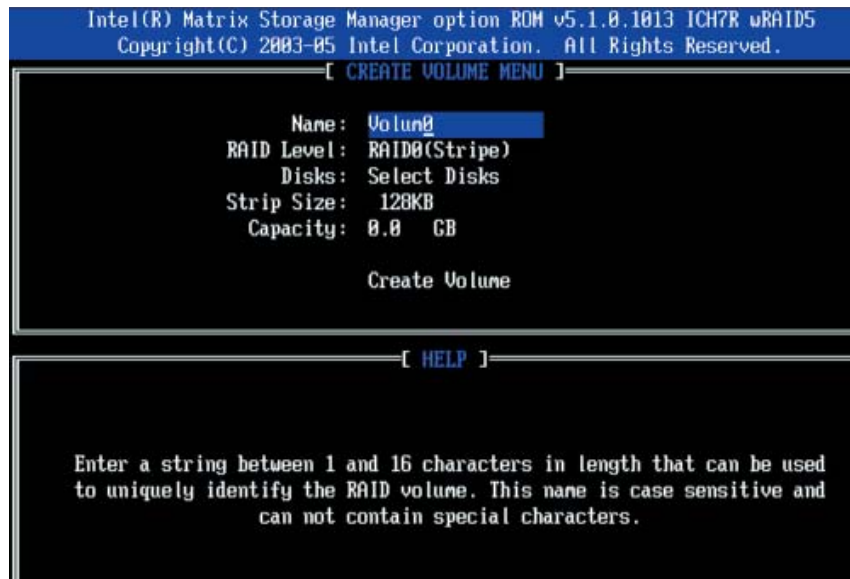 Intel(R) Matrix Storage Manager option ROM v5.1.0.1013 ICH7R wRAID5
Copyright(C) 2003-05 Intel Corporation. All Rights Reserved.
[ CREATE VOLUME MENU ]
Name: Volum0
RAID Level: RAID0(Stripe)
Disks: Select Disks
Strip Size: 128KB
Capacity: 0.0 GB
Create Volume
[ HELP ]
Enter a string between 1 and 16 characters in length that can be used
to uniquely identify the RAID volume. This name is case sensitive and
can not contain special characters.